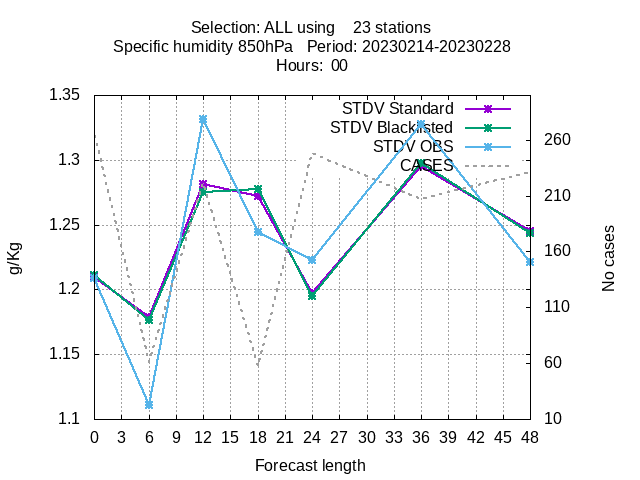 Selection: ALL using    23 stations
Specific humidity 850hPa   Period: 20230214-20230228
Hours:  00
1.35
1.3
1.25
1.2
1.15
1.1
g/Kg
STDV Standard
STDV Blacklisted
STDV OBS
CASES
260
210
160
110
60
10
No cases
0 3 6 9 12 15 18 21 24 27 30 33 36 39 42 45 48
Forecast length